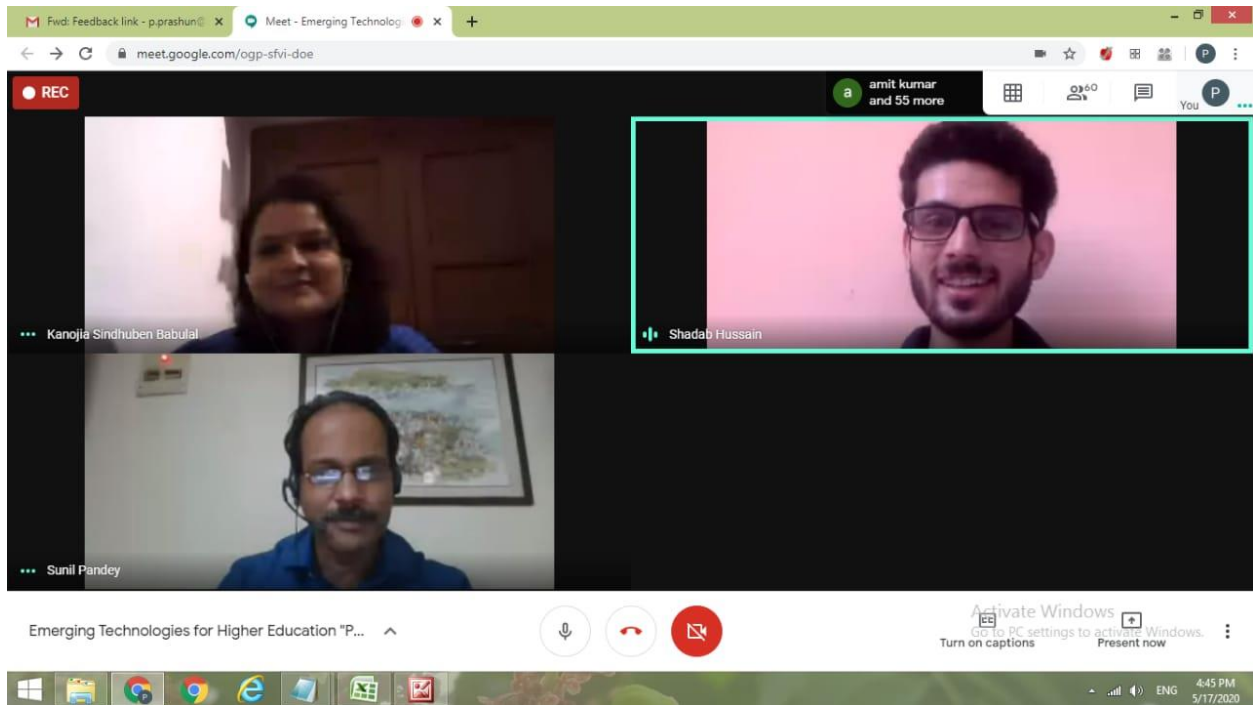 Fwd: Feedback link - p.prashun@
Meet - Emerging Technolog
meet.google.com/ogp-sfvi-doe
P
REC
a
amit kumar
and 55 more
60
You
P
Kanojia Sindhuben Babulal
Shadab Hussain
Sunil Pandey
Emerging Technologies for Higher Education "P...
Activate Windows
Go to PC settings to activate Windows.
CC
Turn on captions
Present now
ENG
4:45 PM
5/17/2020